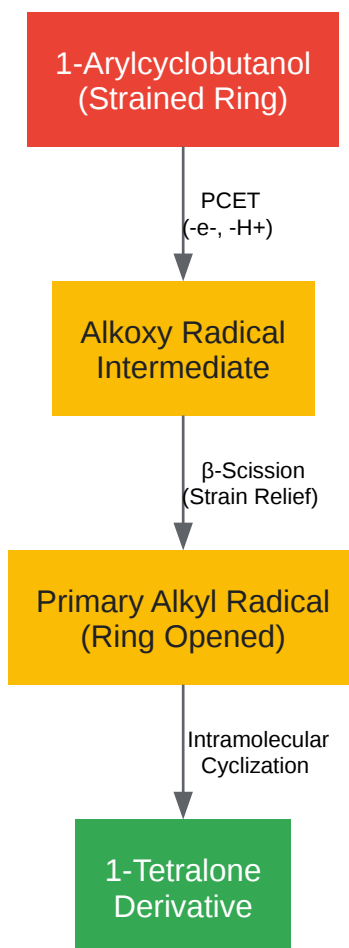 1-Arylcyclobutanol
(Strained Ring)
PCET
(-e-, -H+)
Alkoxy Radical
Intermediate
β-Scission
(Strain Relief)
Primary Alkyl Radical
(Ring Opened)
Intramolecular
Cyclization
1-Tetralone
Derivative